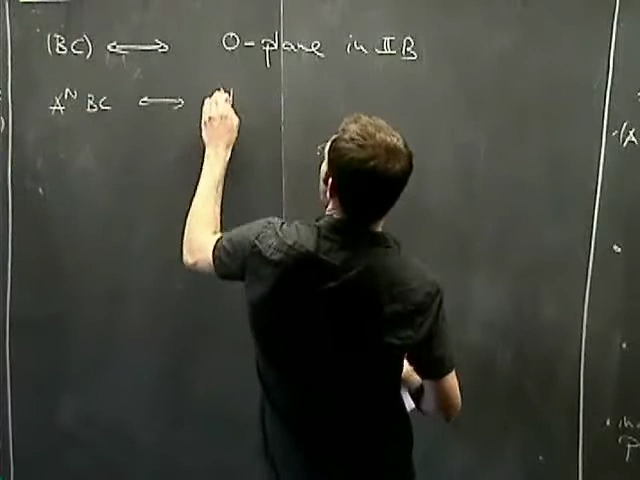 (BC) ⟷ O-plane in IIB
A^N BC ⟷
(A